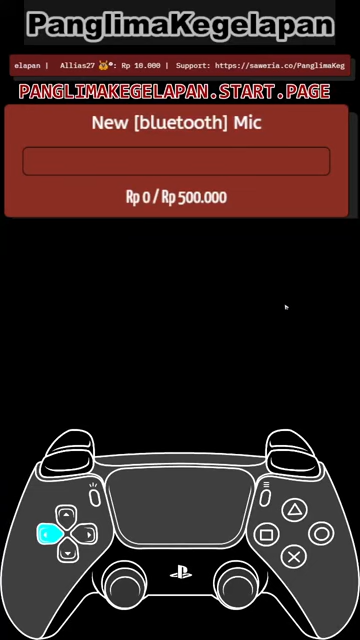 PanglimaKegelapan
elapan | Allias27 : Rp 10.000 | Support: https://saweria.co/PanglimaKeg
PANGLIMAKEGELAPAN.START.PAGE
New [bluetooth] Mic
Rp 0 / Rp 500.000